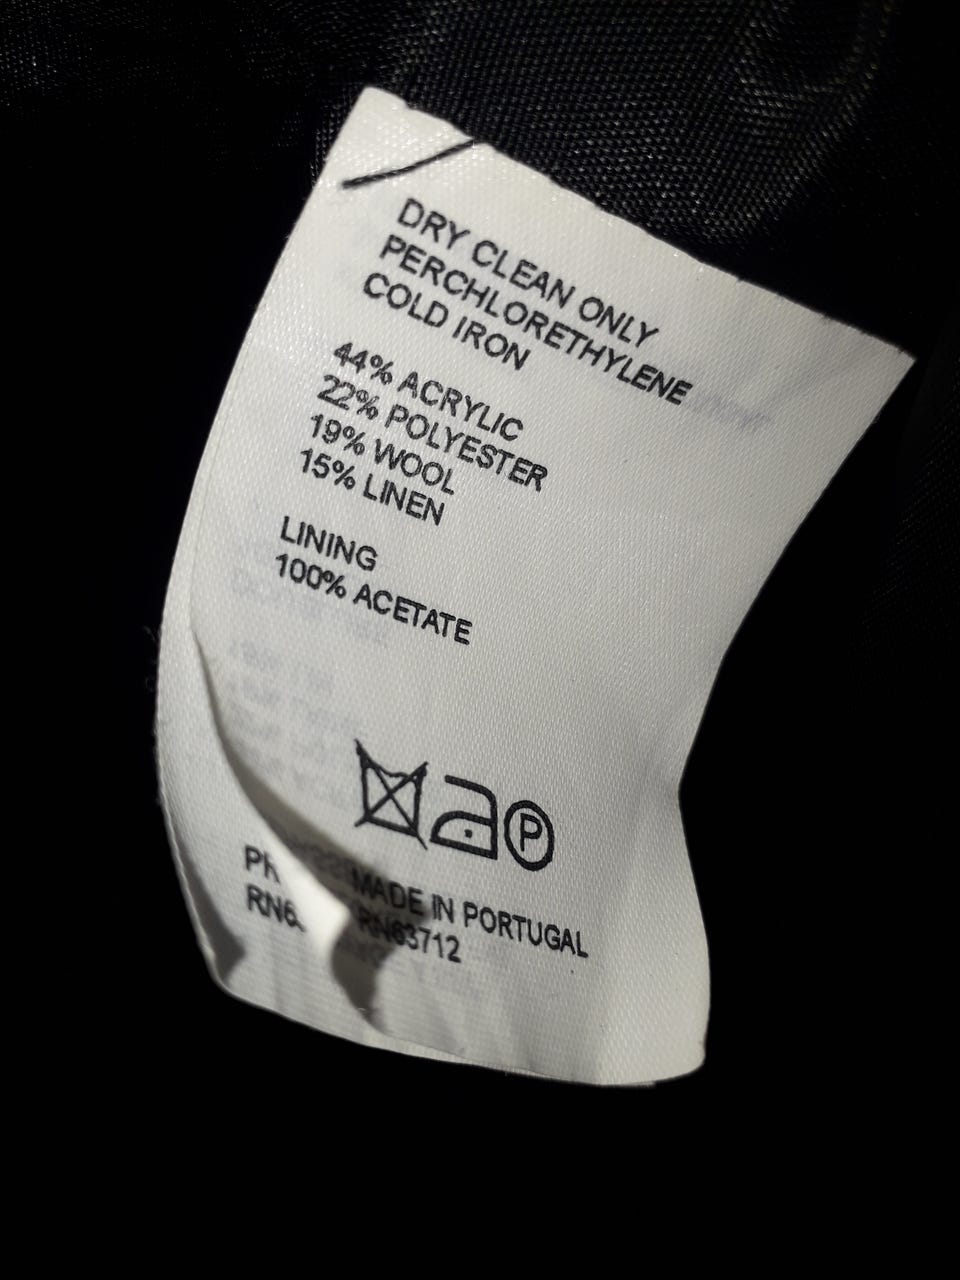 DRY CLEAN ONLY
PERCHLORETHYLENE
COLD IRON
44% ACRYLIC
22% POLYESTER
19% WOOL
15% LINEN
LINING
100% ACETATE
P
MADE IN PORTUGAL
RN63712